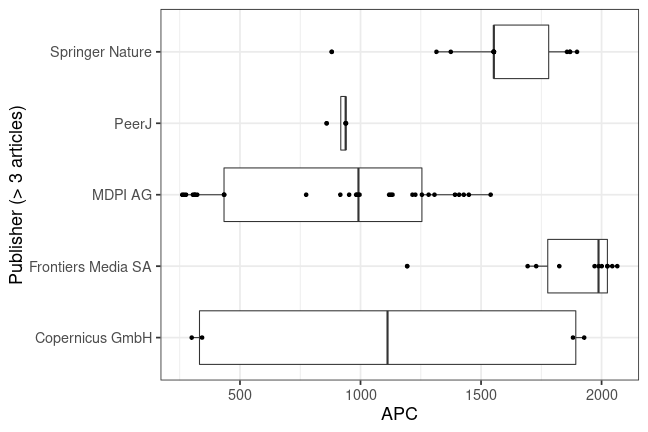 Publisher (> 3 articles)
Springer Nature
PeerJ
MDPI AG
Frontiers Media SA
Copernicus GmbH
500
1000
1500
2000
APC